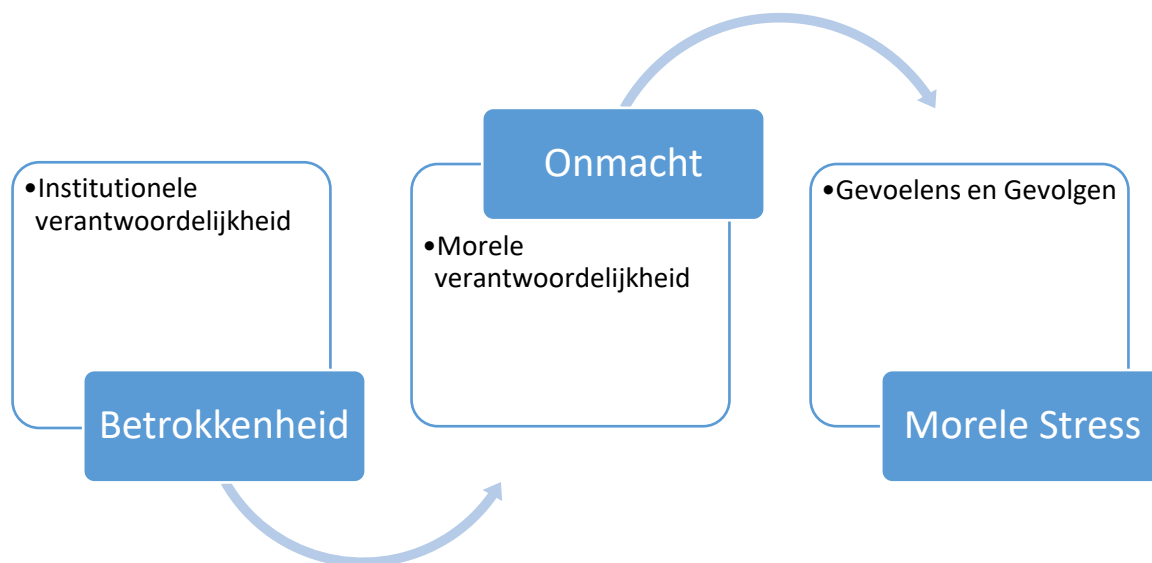 •Institutionele
verantwoordelijkheid
Betrokkenheid
Onmacht
•Morele
verantwoordelijkheid
•Gevoelens en Gevolgen
Morele Stress